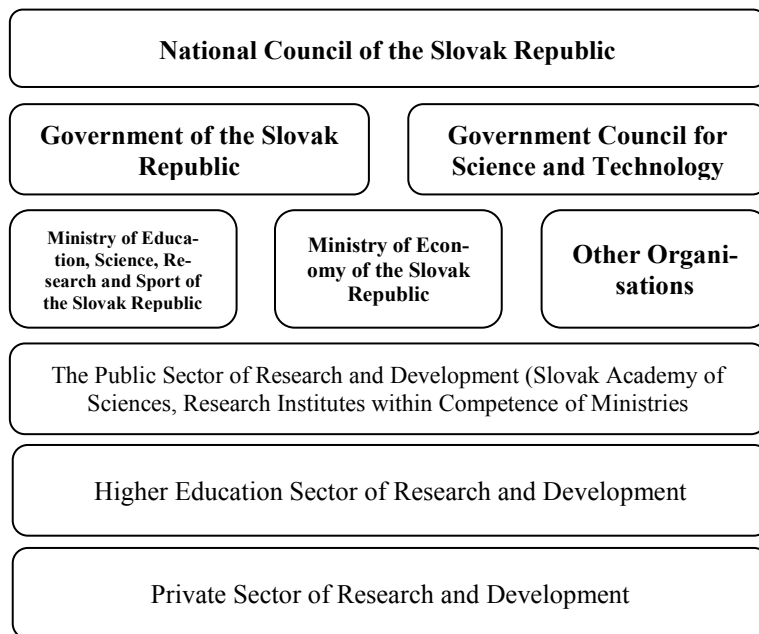 National Council of the Slovak Republic
Government of the Slovak
Republic
Government Council for
Science and Technology
Ministry of Educa-
tion, Science, Re-
search and Sport of
the Slovak Republic
Ministry of Econ-
omy of the Slovak
Republic
Other Organi-
sations
The Public Sector of Research and Development (Slovak Academy of
Sciences, Research Institutes within Competence of Ministries
Higher Education Sector of Research and Development
Private Sector of Research and Development